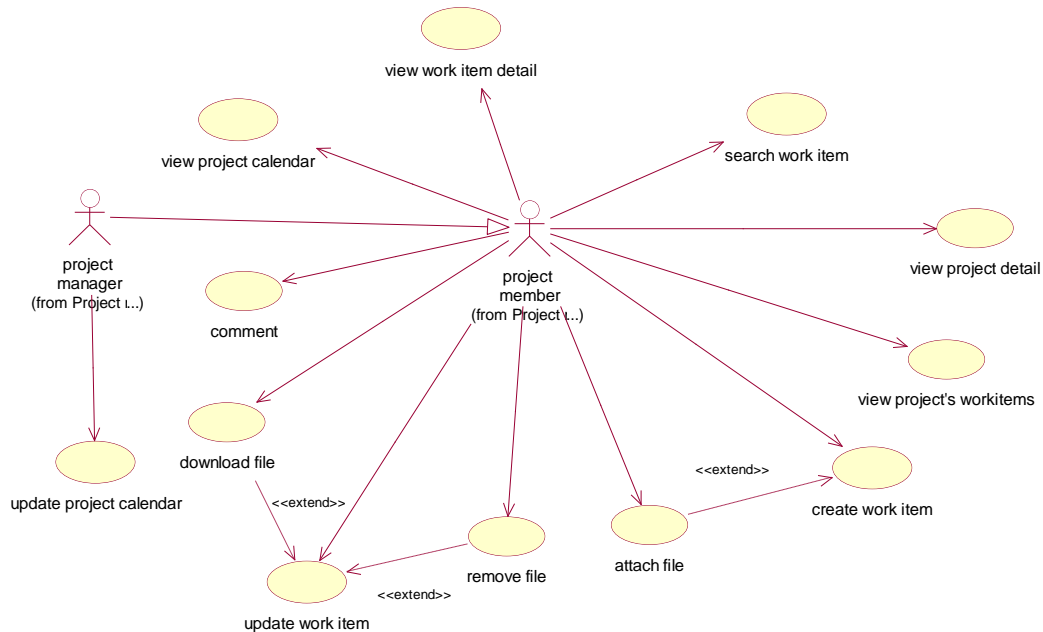 view work item detail
view project calendar
search work item
project
manager
(from Project ι...)
project
member
(from Project ι...)
view project detail
comment
view project's workitems
download file
update project calendar
<<extend>>
<<extend>>
create work item
attach file
remove file
<<extend>>
update work item